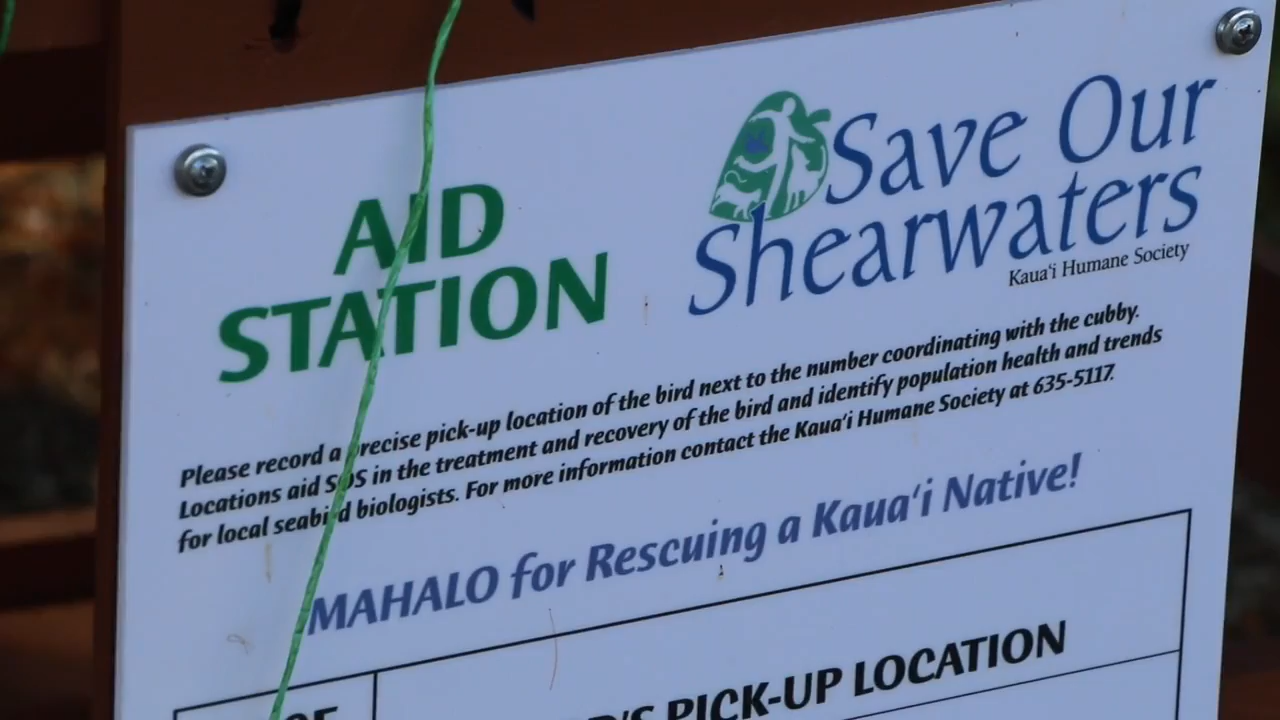 AID
STATION
Save Our
Shearwaters
Kaua'i Humane Society
Please record a precise pick-up location of the bird next to the number coordinating with the cubby.
Locations aid SOS in the treatment and recovery of the bird and identify population health and trends
for local seabird biologists. For more information contact the Kaua'i Humane Society at 635-5117.
MAHALO for Rescuing a Kaua'i Native!
PICK-UP LOCATION